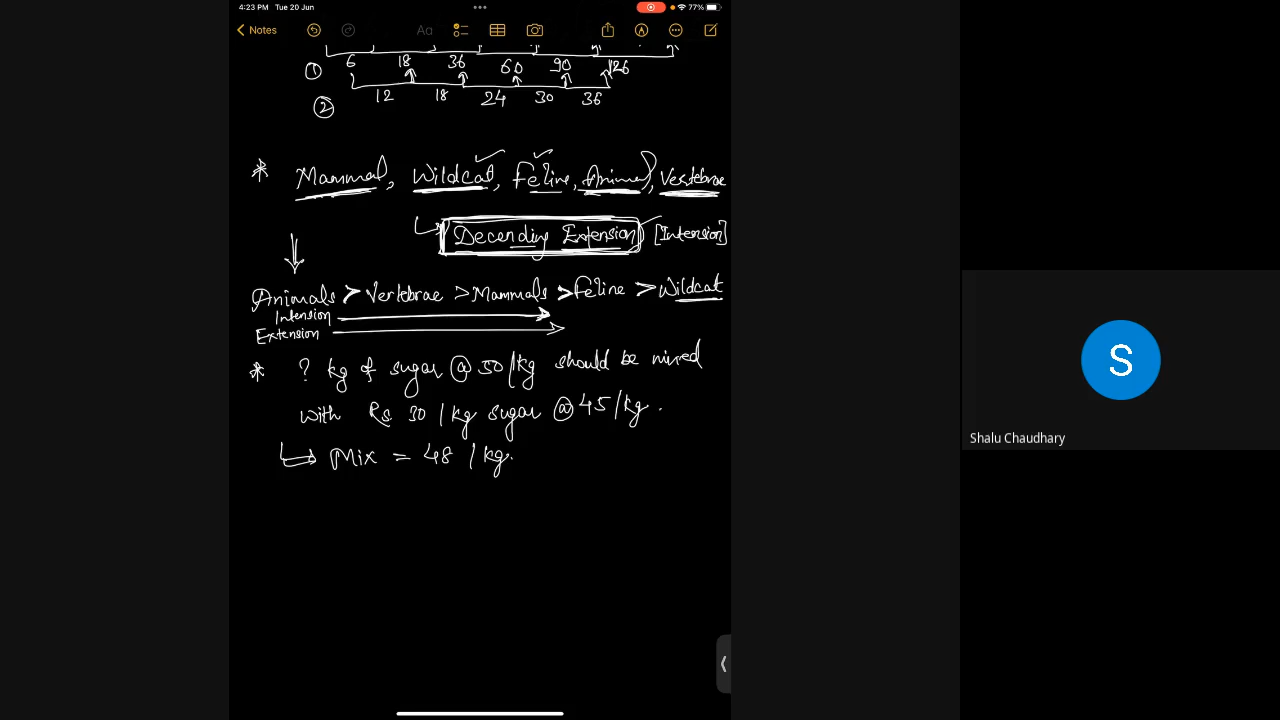 4:23 PM Tue 20 Jun 77%
Notes Aa
① 6 18 36 60 90 126
② 12 18 24 30 36
* Mammal, Wildcat, Feline, Animal, Vertebrae
Decending Extension [Intension]
Animals > Vertebrae > Mammals > Feline > Wildcat
Intension
Extension
* ? kg of sugar @ 50/kg should be mixed
with Rs. 30 /kg sugar @ 45/kg.
Mix = 48 /kg.
S
Shalu Chaudhary